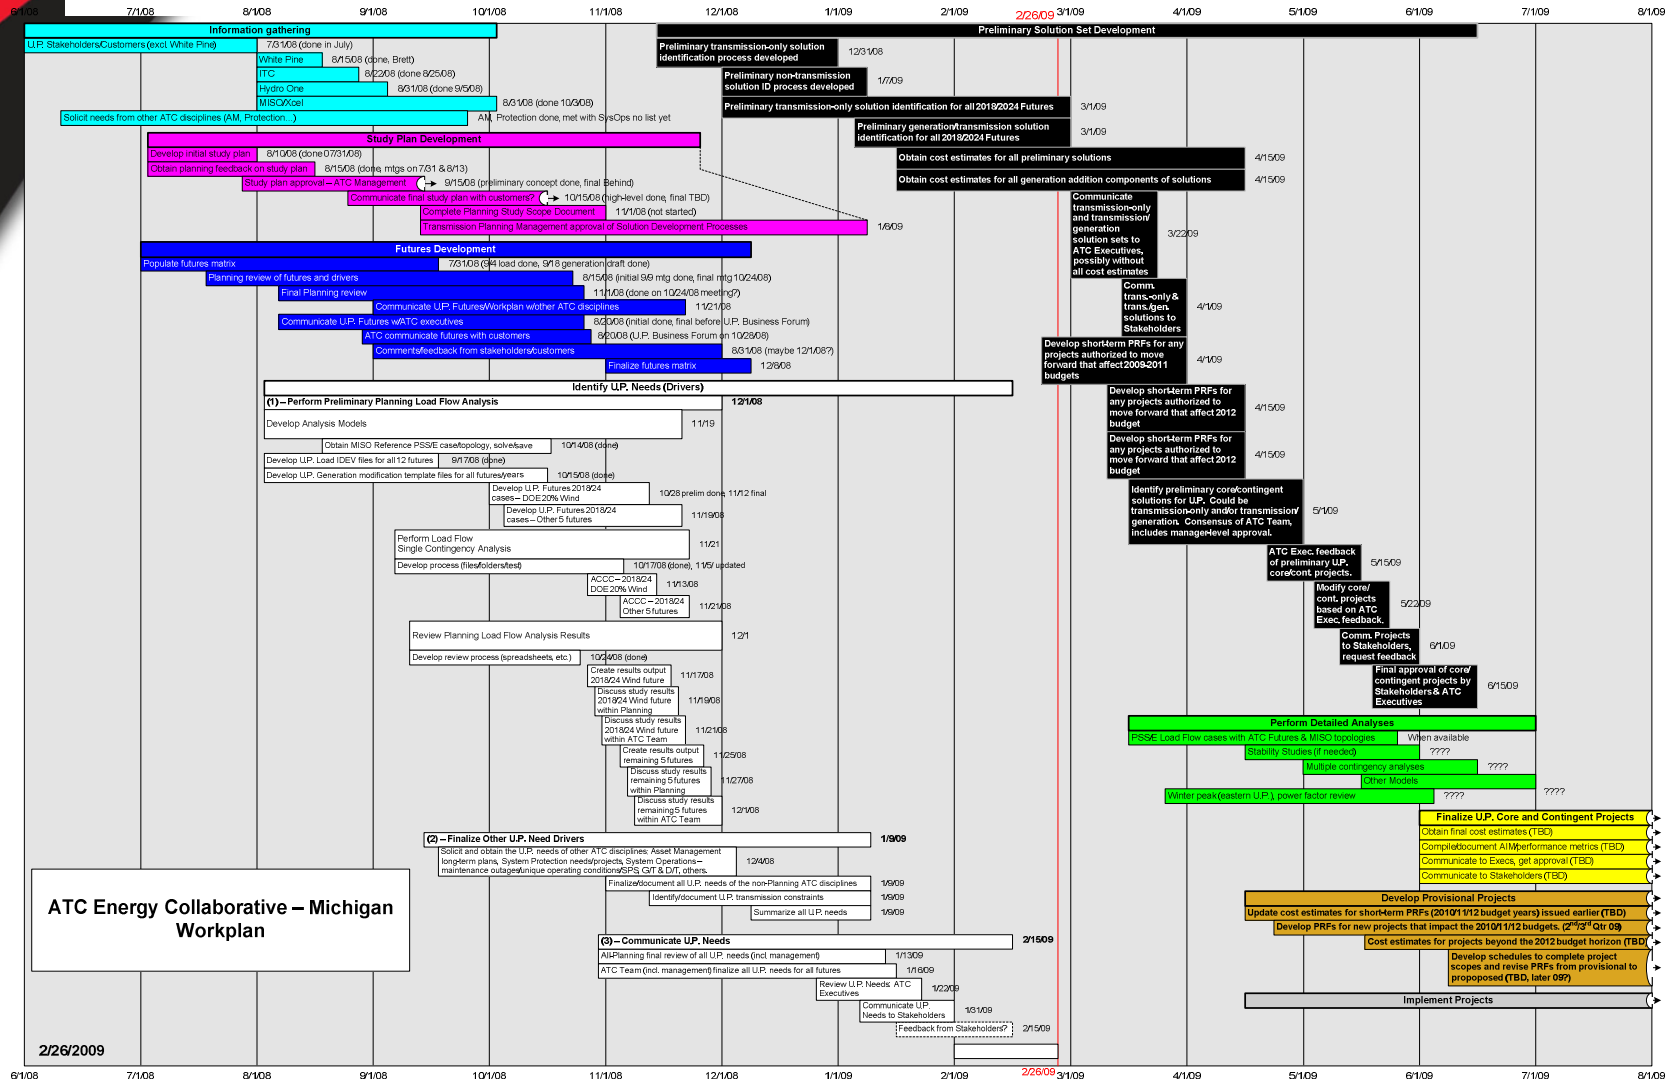 6/1/08 7/1/08 8/1/08 9/1/08 10/1/08 11/1/08 12/1/08 1/1/09 2/1/09 2/26/09 3/1/09 4/1/09 5/1/09 6/1/09 7/1/09 8/1/09
Information gathering
U.P. Stakeholders/Customers (excl. White Pine) 7/31/08 (done in July)
White Pine 8/15/08 (done, Brett)
ITC 8/22/08 (done 8/25/08)
Hydro One 8/31/08 (done 9/5/08)
MISO/Xcel 8/31/08 (done 10/3/08)
Solicit needs from other ATC disciplines (AM, Protection...) AM, Protection done, met with SysOps no list yet
Study Plan Development
Develop initial study plan 8/10/08 (done 07/31/08)
Obtain planning feedback on study plan 8/15/08 (done, mtgs on 7/31 & 8/13)
Study plan approval – ATC Management 9/15/08 (preliminary concept done, final Behind)
Communicate final study plan with customers? 10/15/08 (high-level done, final TBD)
Complete Planning Study Scope Document 11/1/08 (not started)
Transmission Planning Management approval of Solution Development Processes 1/8/09
Futures Development
Populate futures matrix 7/31/08 (9/4 load done, 9/18 generation draft done)
Planning review of futures and drivers 8/15/08 (initial 9/9 mtg done, final mtg 10/24/08)
Final Planning review 11/1/08 (done on 10/24/08 meeting?)
Communicate U.P. Futures/Workplan w/other ATC disciplines 11/21/08
Communicate U.P. Futures w/ATC executives 8/20/08 (initial done, final before U.P. Business Forum)
ATC communicate futures with customers 8/20/08 (U.P. Business Forum on 10/28/08)
Comments/feedback from stakeholders/customers 8/31/08 (maybe 12/1/08?)
Finalize futures matrix 12/8/08
Identify U.P. Needs (Drivers)
(1) – Perform Preliminary Planning Load Flow Analysis 12/1/08
Develop Analysis Models 11/19
Obtain MISO Reference PSS/E case/topology, solve/save 10/14/08 (done)
Develop U.P. Load IDEV files for all 12 futures 9/17/08 (done)
Develop U.P. Generation modification template files for all futures/years 10/15/08 (done)
Develop U.P. Futures 2018/24
cases – DOE 20% Wind 10/28 prelim done, 11/12 final
Develop U.P. Futures 2018/24
cases – Other 5 futures 11/19/08
Perform Load Flow
Single Contingency Analysis 11/21
Develop process (files/folders/test) 10/17/08 (done), 11/5/ updated
ACCC – 2018/24
DOE 20% Wind 11/13/08
ACCC – 2018/24
Other 5 futures 11/21/08
Review Planning Load Flow Analysis Results 12/1
Develop review process (spreadsheets, etc.) 10/24/08 (done)
Create results output
2018/24 Wind future 11/17/08
Discuss study results
2018/24 Wind future
within Planning 11/19/08
Discuss study results
2018/24 Wind future
within ATC Team 11/21/08
Create results output
remaining 5 futures 11/25/08
Discuss study results
remaining 5 futures
within Planning 11/27/08
Discuss study results
remaining 5 futures
within ATC Team 12/1/08
(2) – Finalize Other U.P. Need Drivers 1/9/09
Solicit and obtain the U.P. needs of other ATC disciplines; Asset Management
long-term plans, System Protection needs/projects, System Operations –
maintenance outages/unique operating conditions/SPS, G/T & D/T, others. 12/4/08
Finalize/document all U.P. needs of the non-Planning ATC disciplines 1/9/09
Identify/document U.P. transmission constraints 1/9/09
Summarize all U.P. needs 1/9/09
(3) – Communicate U.P. Needs 2/15/09
All-Planning final review of all U.P. needs (incl. management) 1/13/09
ATC Team (incl. management) finalize all U.P. needs for all futures 1/16/09
Review U.P. Needs: ATC
Executives 1/22/09
Communicate U.P.
Needs to Stakeholders 1/31/09
Feedback from Stakeholders? 2/15/09
Preliminary Solution Set Development
Preliminary transmission-only solution
identification process developed 12/31/08
Preliminary non-transmission
solution ID process developed 1/7/09
Preliminary transmission-only solution identification for all 2018/2024 Futures 3/1/09
Preliminary generation/transmission solution
identification for all 2018/2024 Futures 3/1/09
Obtain cost estimates for all preliminary solutions 4/15/09
Obtain cost estimates for all generation addition components of solutions 4/15/09
Communicate
transmission-only
and transmission/
generation
solution sets to
ATC Executives,
possibly without
all cost estimates 3/22/09
Comm.
trans.-only &
trans./gen.
solutions to
Stakeholders 4/1/09
Develop short-term PRFs for any
projects authorized to move
forward that affect 2009-2011
budgets 4/1/09
Develop short-term PRFs for
any projects authorized to
move forward that affect 2012
budget 4/15/09
Develop short-term PRFs for
any projects authorized to
move forward that affect 2012
budget 4/15/09
Identify preliminary core/contingent
solutions for U.P. Could be
transmission-only and/or transmission/
generation. Consensus of ATC Team,
includes manager-level approval. 5/1/09
ATC Exec. feedback
of preliminary U.P.
core/cont. projects. 5/15/09
Modify core/
cont. projects
based on ATC
Exec. feedback. 5/22/09
Comm. Projects
to Stakeholders,
request feedback 6/1/09
Final approval of core/
contingent projects by
Stakeholders & ATC
Executives 6/15/09
Perform Detailed Analyses
PSS/E Load Flow cases with ATC Futures & MISO topologies When available
Stability Studies (if needed) ????
Multiple contingency analyses ????
Other Models ????
Winter peak (eastern U.P.), power factor review ????
Finalize U.P. Core and Contingent Projects
Obtain final cost estimates (TBD)
Compile/document AIM/performance metrics (TBD)
Communicate to Execs, get approval (TBD)
Communicate to Stakeholders (TBD)
Develop Provisional Projects
Update cost estimates for short-term PRFs (2010/11/12 budget years) issued earlier (TBD)
Develop PRFs for new projects that impact the 2010/11/12 budgets. (2nd/3rd Qtr 09)
Cost estimates for projects beyond the 2012 budget horizon (TBD)
Develop schedules to complete project
scopes and revise PRFs from provisional to
propoposed (TBD, later 09?)
Implement Projects
ATC Energy Collaborative – Michigan
Workplan
2/26/2009
6/1/08 7/1/08 8/1/08 9/1/08 10/1/08 11/1/08 12/1/08 1/1/09 2/1/09 2/26/09 3/1/09 4/1/09 5/1/09 6/1/09 7/1/09 8/1/09